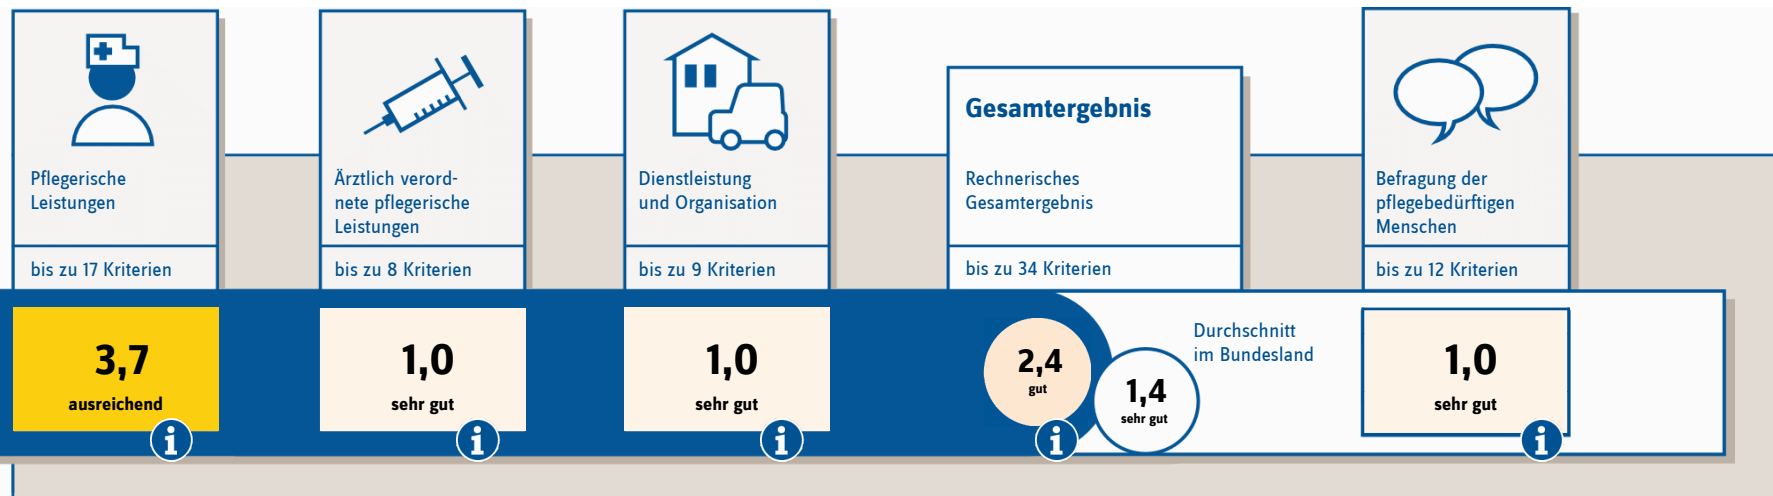 Pflegerische
Leistungen
bis zu 17 Kriterien
3,7
ausreichend
i
Ärztlich verord-
nete pflegerische
Leistungen
bis zu 8 Kriterien
1,0
sehr gut
i
Dienstleistung
und Organisation
bis zu 9 Kriterien
1,0
sehr gut
i
Gesamtergebnis
Rechnerisches
Gesamtergebnis
bis zu 34 Kriterien
2,4
gut
i
Durchschnitt
im Bundesland
1,4
sehr gut
Befragung der
pflegebedürftigen
Menschen
bis zu 12 Kriterien
1,0
sehr gut
i